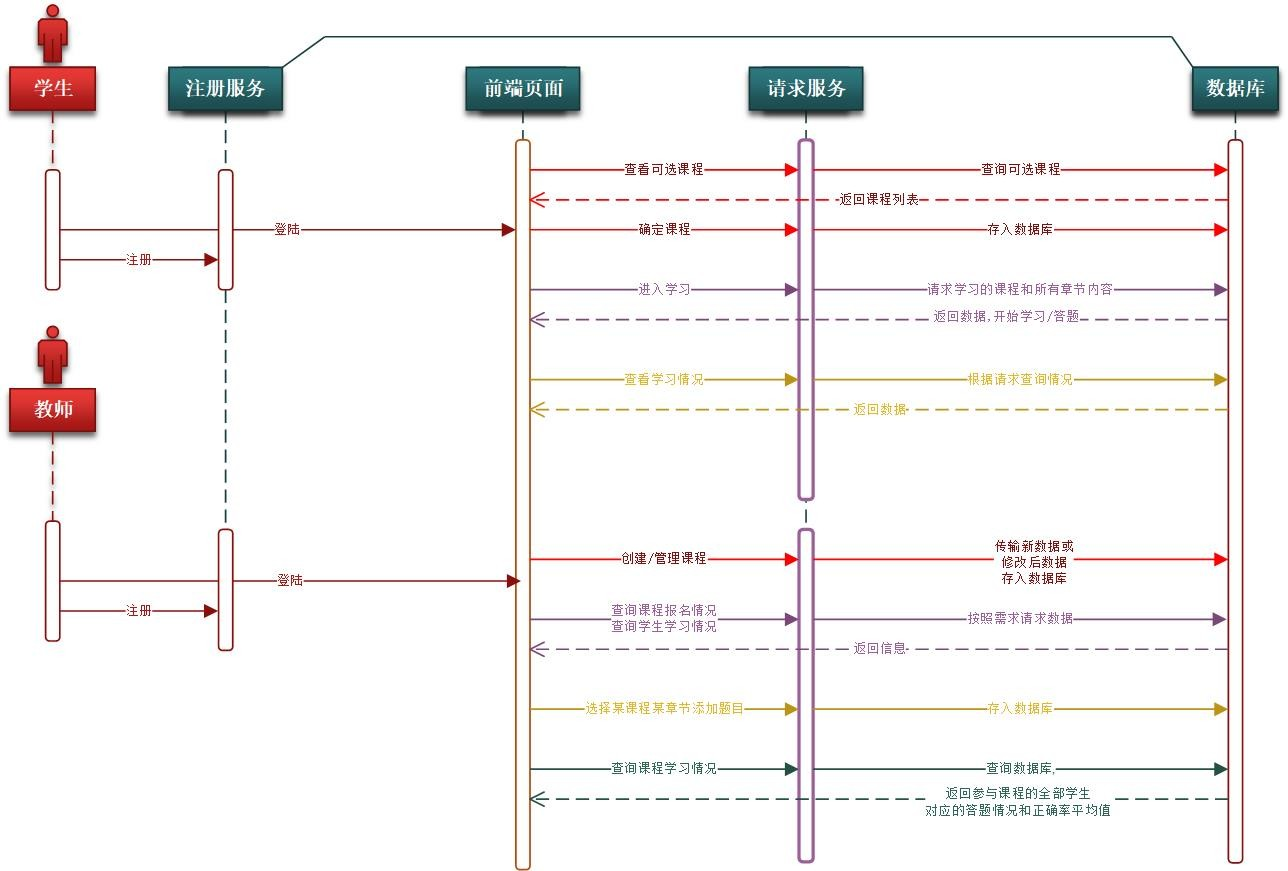 学生
注册服务
前端页面
请求服务
数据库
查看可选课程
查询可选课程
返回课程列表
登陆
确定课程
存入数据库
注册
进入学习
请求学习的课程和所有章节内容
返回数据,开始学习/答题
查看学习情况
根据请求查询情况
教师
返回数据
创建/管理课程
传输新数据或
修改后数据
存入数据库
登陆
注册
查询课程报名情况
查询学生学习情况
按照需求请求数据
返回信息
选择某课程某章节添加题目
存入数据库
查询课程学习情况
查询数据库,
返回参与课程的全部学生
对应的答题情况和正确率平均值